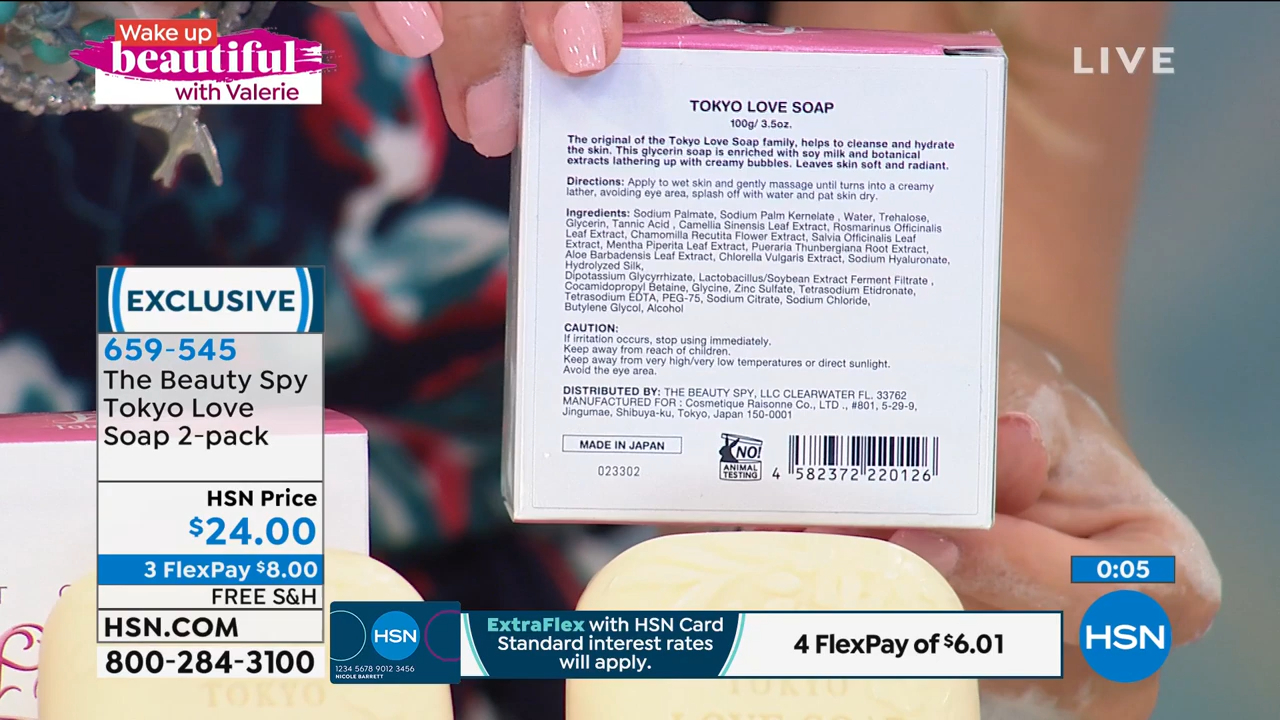 Wake up
beautiful
with Valerie
LIVE
TOKYO LOVE SOAP
100g/ 3.5oz.
The original of the Tokyo Love Soap family, helps to cleanse and hydrate
the skin. This glycerin soap is enriched with soy milk and botanical
extracts lathering up with creamy bubbles. Leaves skin soft and radiant.
Directions: Apply to wet skin and gently massage until turns into a creamy
lather, avoiding eye area, splash off with water and pat skin dry.
Ingredients: Sodium Palmate, Sodium Palm Kernelate , Water, Trehalose,
Glycerin, Tannic Acid , Camellia Sinensis Leaf Extract, Rosmarinus Officinalis
Leaf Extract, Chamomilla Recutita Flower Extract, Salvia Officinalis Leaf
Extract, Mentha Piperita Leaf Extract, Pueraria Thunbergiana Root Extract,
Aloe Barbadensis Leaf Extract, Chlorella Vulgaris Extract, Sodium Hyaluronate,
Hydrolyzed Silk,
Dipotassium Glycyrrhizate, Lactobacillus/Soybean Extract Ferment Filtrate ,
Cocamidopropyl Betaine, Glycine, Zinc Sulfate, Tetrasodium Etidronate,
Tetrasodium EDTA, PEG-75, Sodium Citrate, Sodium Chloride,
Butylene Glycol, Alcohol
CAUTION:
If irritation occurs, stop using immediately.
Keep away from reach of children.
Keep away from very high/very low temperatures or direct sunlight.
Avoid the eye area.
DISTRIBUTED BY: THE BEAUTY SPY, LLC CLEARWATER FL. 33762
MANUFACTURED FOR : Cosmetique Raisonne Co., LTD ., #801, 5-29-9,
Jingumae, Shibuya-ku, Tokyo, Japan 150-0001
MADE IN JAPAN
023302
NO!
ANIMAL
TESTING
4 582372 220126
EXCLUSIVE
659-545
The Beauty Spy
Tokyo Love
Soap 2-pack
HSN Price
$24.00
3 FlexPay $8.00
FREE S&H
HSN.COM
800-284-3100
HSN
1234 5678 9012 3456
NICOLE BARRETT
ExtraFlex with HSN Card
Standard interest rates
will apply.
4 FlexPay of $6.01
0:05
HSN
TOKYO
TOKYO
LOVE SOAP